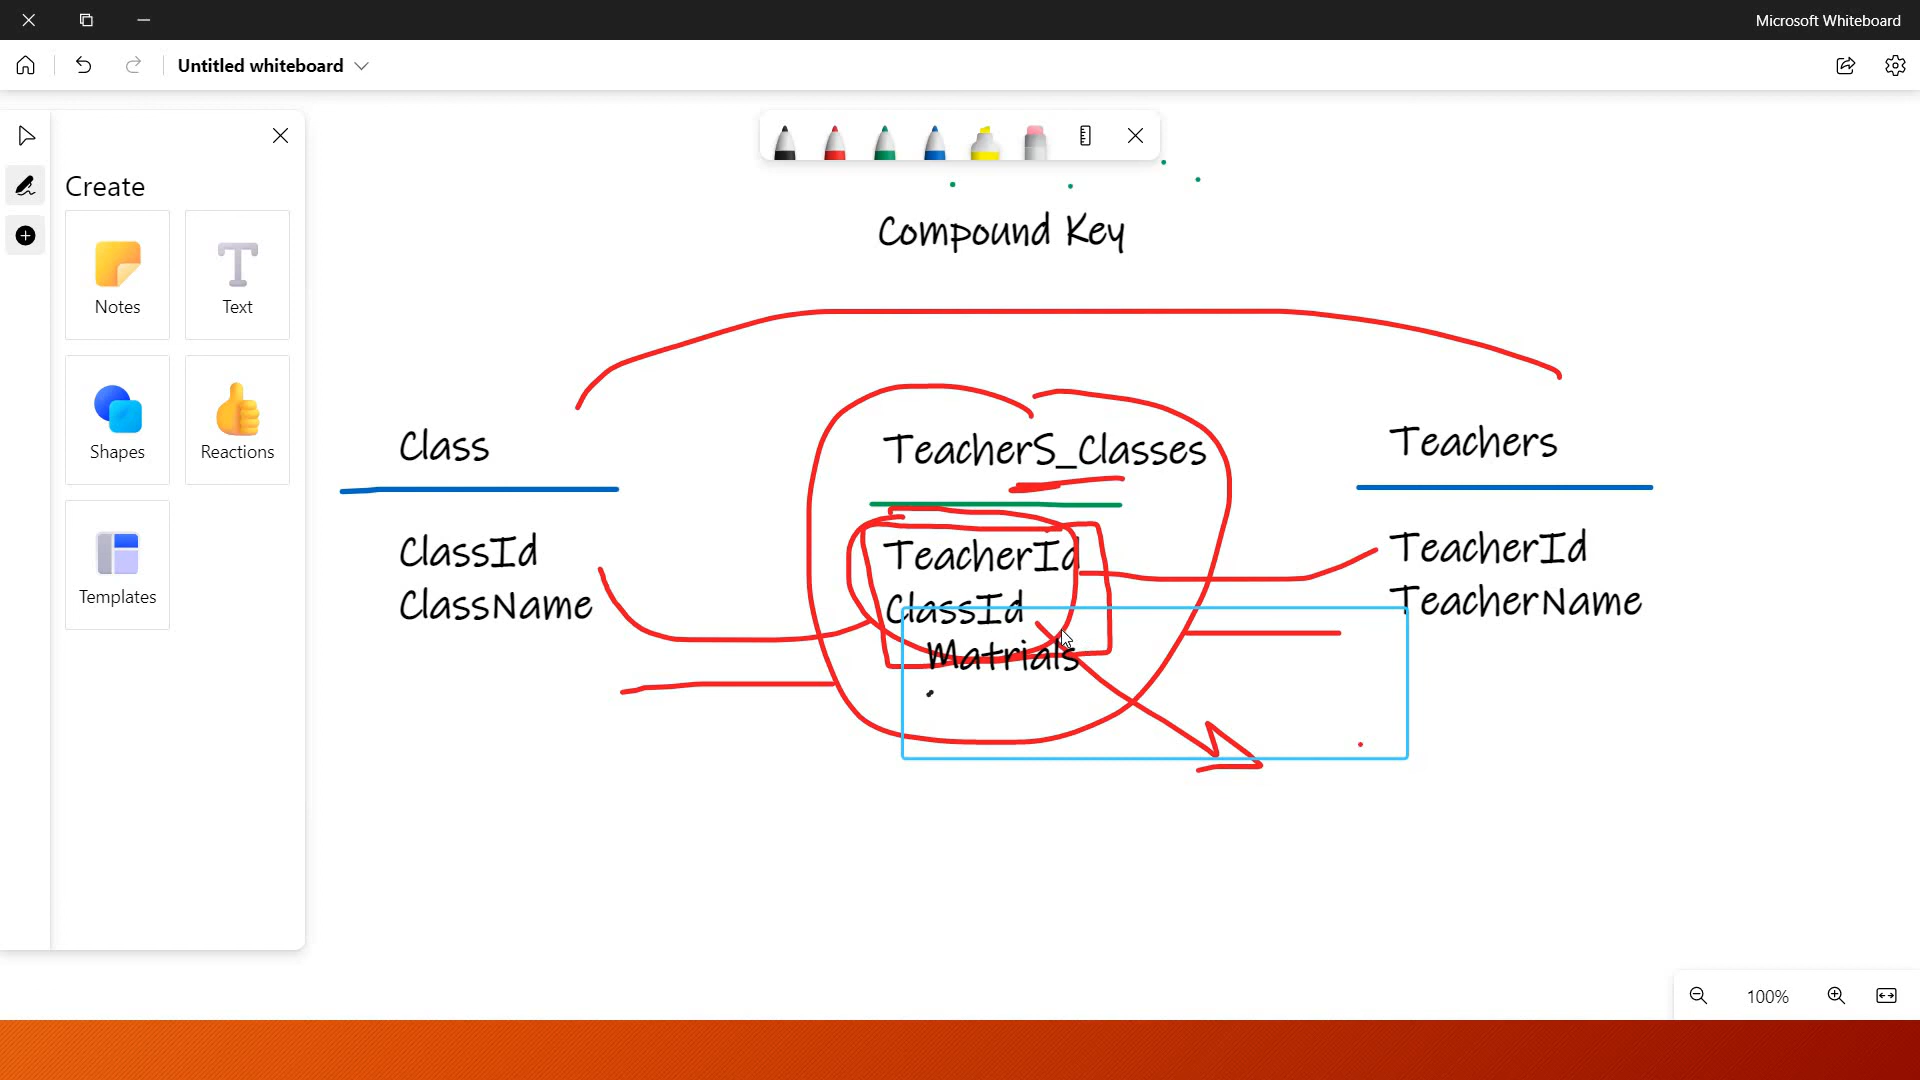 Microsoft Whiteboard
Untitled whiteboard
Create
Notes
Text
Shapes
Reactions
Templates
Compound Key
Class
ClassId
ClassName
TeacherS_Classes
TeacherId
ClassId
Matrials
Teachers
TeacherId
TeacherName
100%